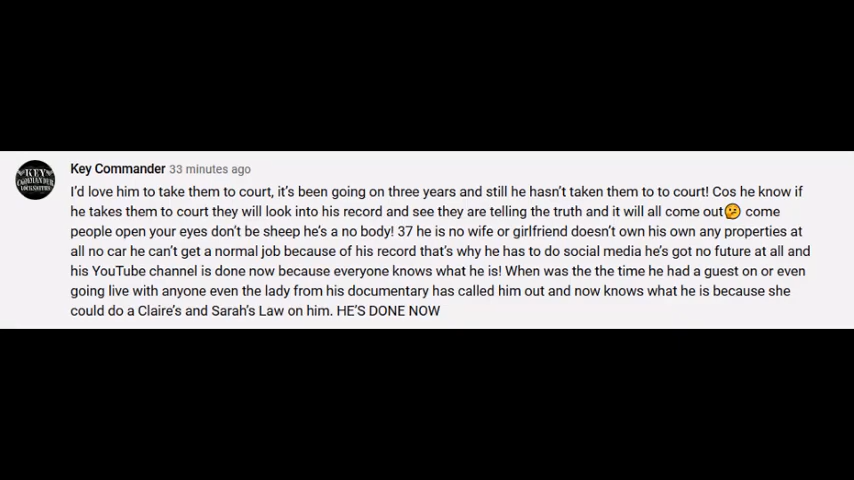 Key Commander 33 minutes ago
I'd love him to take them to court, it's been going on three years and still he hasn't taken them to to court! Cos he know if
he takes them to court they will look into his record and see they are telling the truth and it will all come out🤔 come
people open your eyes don't be sheep he's a no body! 37 he is no wife or girlfriend doesn't own his own any properties at
all no car he can't get a normal job because of his record that's why he has to do social media he's got no future at all and
his YouTube channel is done now because everyone knows what he is! When was the the time he had a guest on or even
going live with anyone even the lady from his documentary has called him out and now knows what he is because she
could do a Claire's and Sarah's Law on him. HE'S DONE NOW